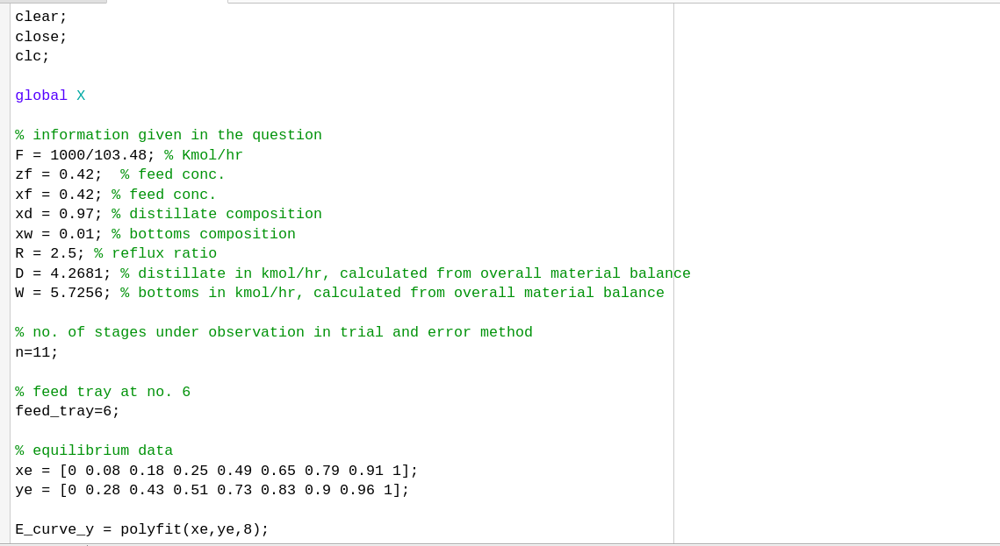 clear;
close;
clc;
global X
% information given in the question
F = 1000/103.48; % Kmol/hr
zf = 0.42;  % feed conc.
xf = 0.42; % feed conc.
xd = 0.97; % distillate composition
xw = 0.01; % bottoms composition
R = 2.5; % reflux ratio
D = 4.2681; % distillate in kmol/hr, calculated from overall material balance
W = 5.7256; % bottoms in kmol/hr, calculated from overall material balance
% no. of stages under observation in trial and error method
n=11;
% feed tray at no. 6
feed_tray=6;
% equilibrium data
xe = [0 0.08 0.18 0.25 0.49 0.65 0.79 0.91 1];
ye = [0 0.28 0.43 0.51 0.73 0.83 0.9 0.96 1];
E_curve_y = polyfit(xe,ye,8);